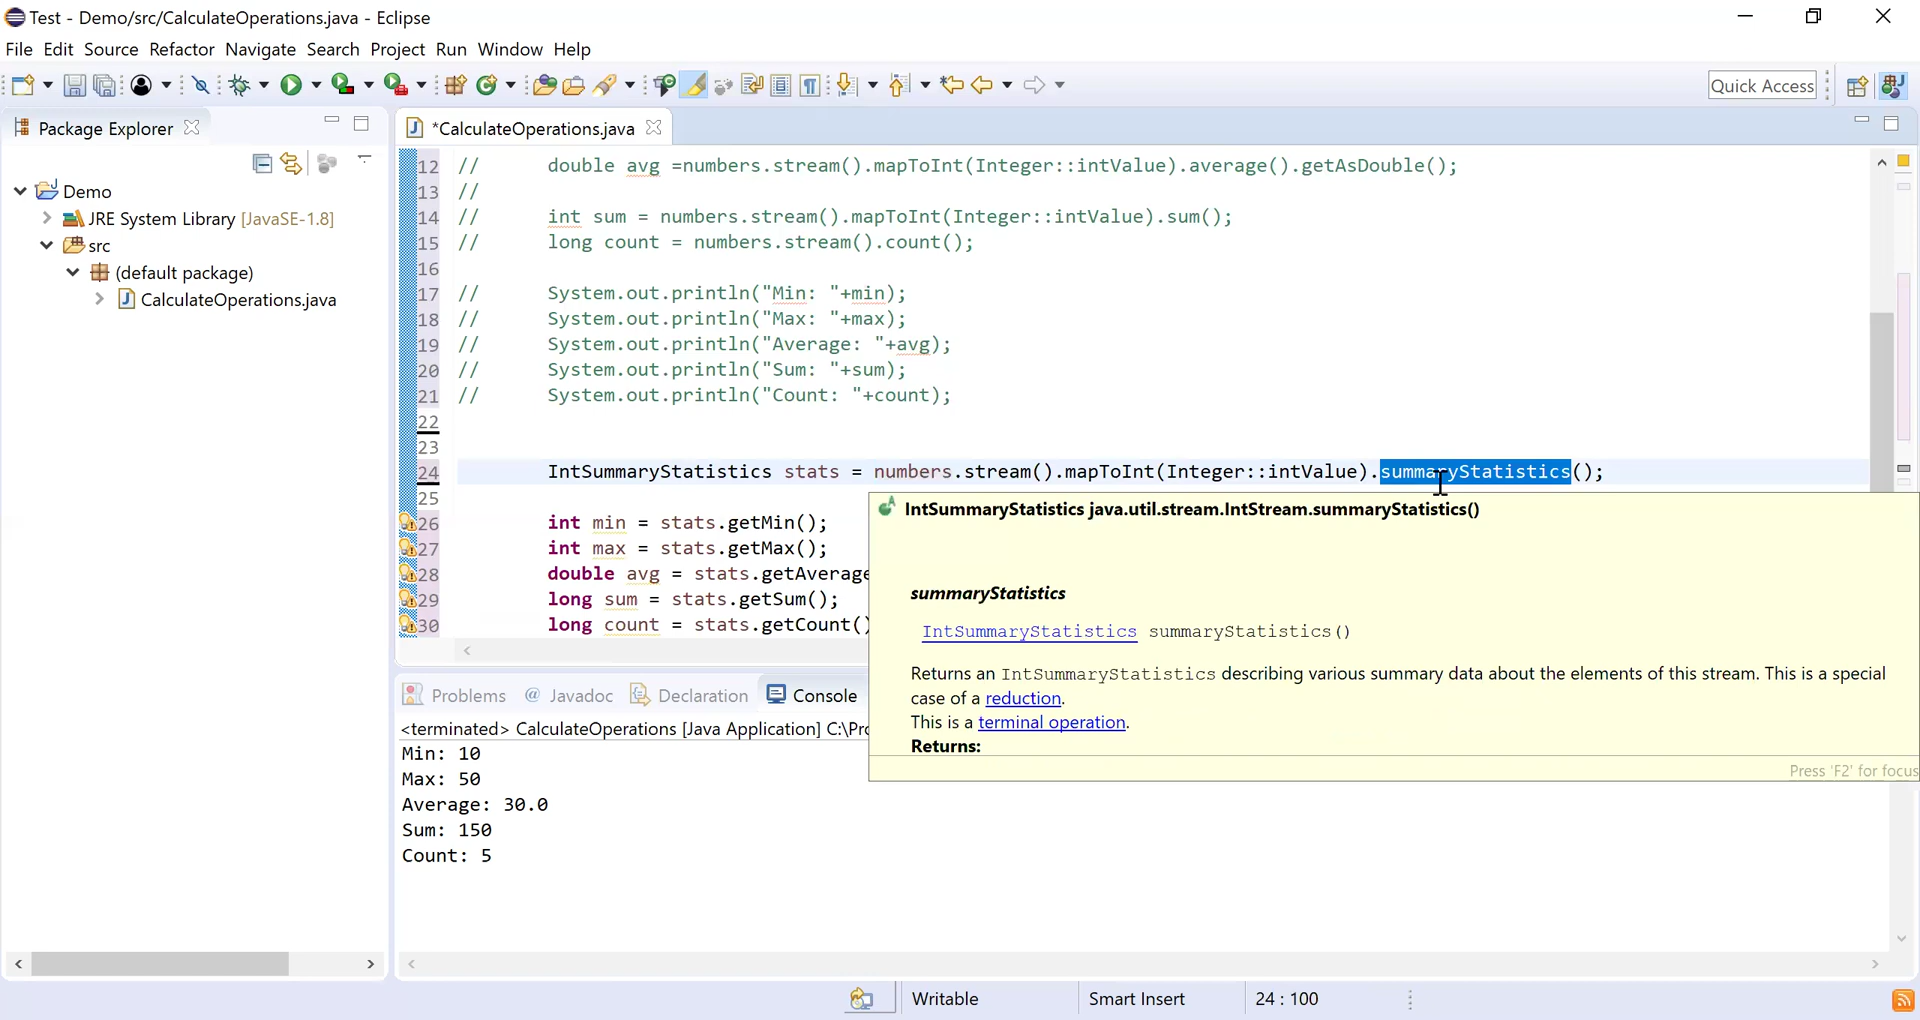 Test - Demo/src/CalculateOperations.java - Eclipse
File Edit Source Refactor Navigate Search Project Run Window Help
Quick Access
Package Explorer
*CalculateOperations.java
Demo
JRE System Library [JavaSE-1.8]
src
(default package)
CalculateOperations.java
12 // double avg =numbers.stream().mapToInt(Integer::intValue).average().getAsDouble();
13 //
14 // int sum = numbers.stream().mapToInt(Integer::intValue).sum();
15 // long count = numbers.stream().count();
16
17 // System.out.println("Min: "+min);
18 // System.out.println("Max: "+max);
19 // System.out.println("Average: "+avg);
20 // System.out.println("Sum: "+sum);
21 // System.out.println("Count: "+count);
22
23
24 IntSummaryStatistics stats = numbers.stream().mapToInt(Integer::intValue).summaryStatistics();
25
26 int min = stats.getMin();
27 int max = stats.getMax();
28 double avg = stats.getAverage
29 long sum = stats.getSum();
30 long count = stats.getCount()
IntSummaryStatistics java.util.stream.IntStream.summaryStatistics()
summaryStatistics
IntSummaryStatistics summaryStatistics()
Returns an IntSummaryStatistics describing various summary data about the elements of this stream. This is a special
case of a reduction.
This is a terminal operation.
Returns:
Press 'F2' for focus
Problems @ Javadoc Declaration Console
<terminated> CalculateOperations [Java Application] C:\Pro
Min: 10
Max: 50
Average: 30.0
Sum: 150
Count: 5
Writable Smart Insert 24 : 100